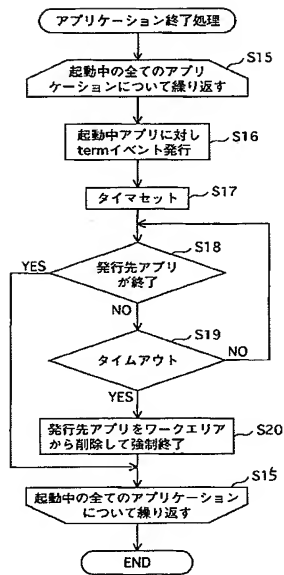 アプリケーション終了処理
S15
起動中の全てのアプリ
ケーションについて繰り返す
起動中アプリに対し
termイベント発行
S16
タイマセット
S17
S18
YES
発行先アプリ
が終了
NO
S19
タイムアウト
NO
YES
発行先アプリをワークエリア
から削除して強制終了
S20
S15'
起動中の全てのアプリケーション
について繰り返す
END